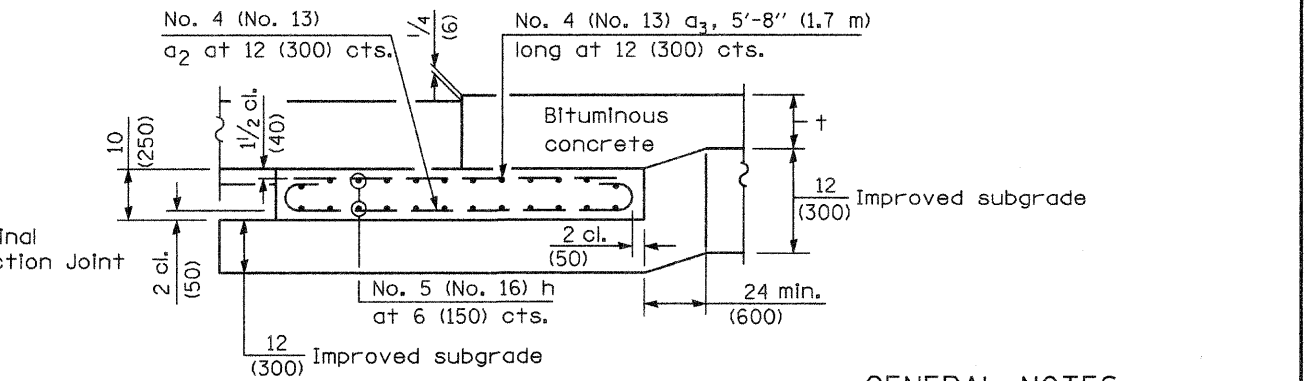 No. 4 (No. 13)
a2 at 12 (300) cts.
1/4
(6)
No. 4 (No. 13) a3, 5'-8" (1.7 m)
long at 12 (300) cts.
1 1/2 cl.
(40)
10
(250)
Bituminous
concrete
t
12
(300)
Improved subgrade
inal
ction Joint
2 cl.
(50)
2 cl.
(50)
No. 5 (No. 16) h
at 6 (150) cts.
24 min.
(600)
12
(300)
Improved subgrade
GENERAL NOTES